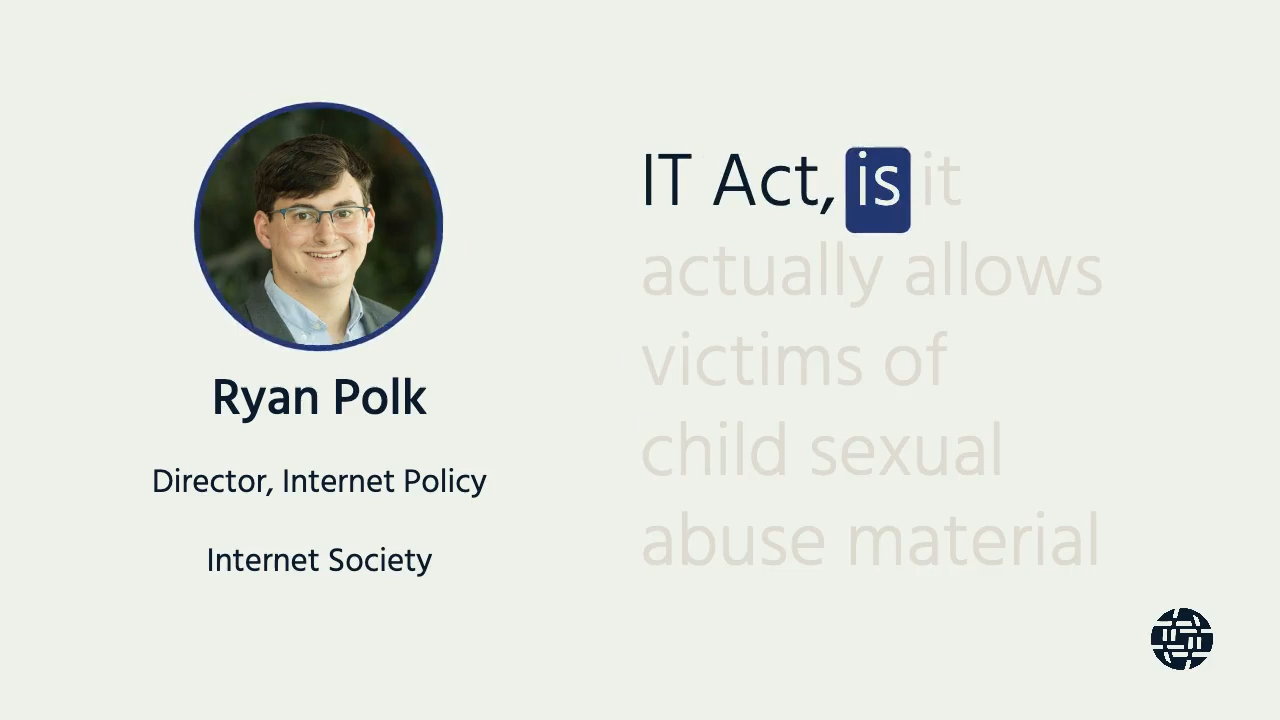 Ryan Polk
Director, Internet Policy
Internet Society
IT Act, is it
actually allows
victims of
child sexual
abuse material